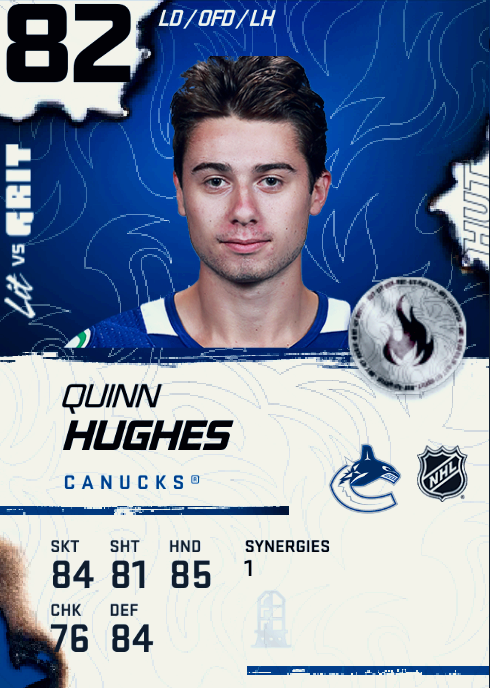 82
LD / OFD / LH
Lit vs GRIT
HUT
QUINN
HUGHES
CANUCKS®
NHL
SKT SHT HND SYNERGIES
84 81 85 1
CHK DEF
76 84